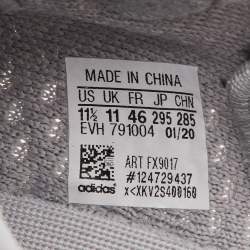 MADE IN CHINA
US UK FR JP CHN
11½ 11 46 295 285
EVH 791004 01/20
ART FX9017
#124729437
adidas® x<XKV2S400160